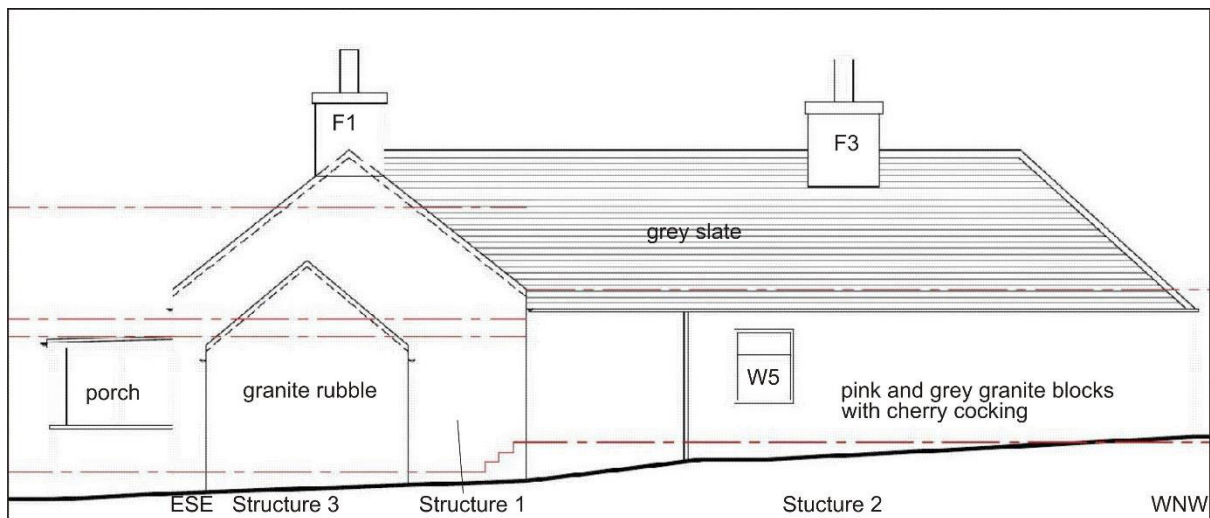 F1
F3
grey slate
porch
granite rubble
W5
pink and grey granite blocks
with cherry cocking
ESE
Structure 3
Structure 1
Stucture 2
WNW